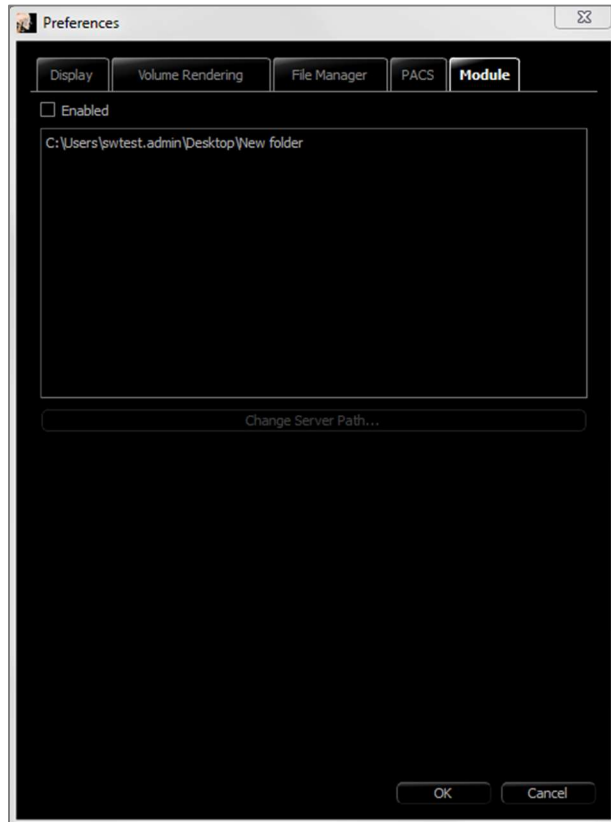 Preferences
Display Volume Rendering File Manager PACS Module
Enabled
C:\Users\swtest.admin\Desktop\New folder
Change Server Path...
OK Cancel